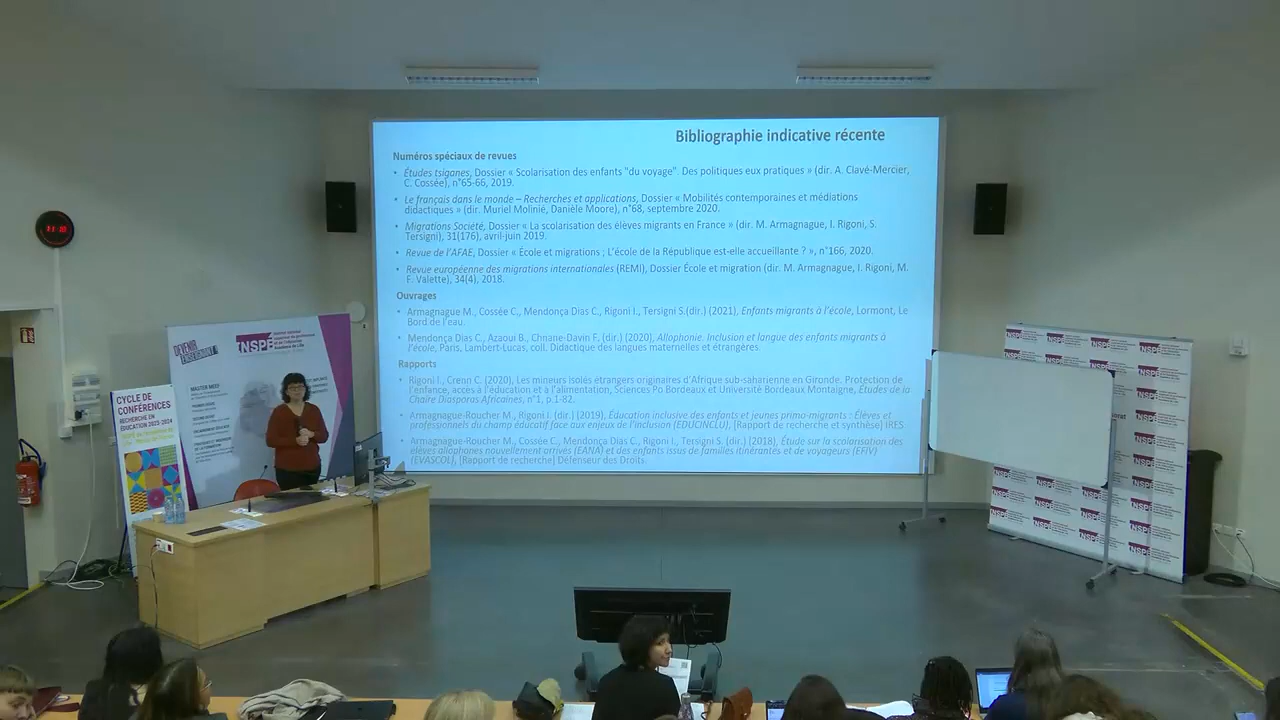 Bibliographie indicative récente
Numéros spéciaux de revues
• Études tsiganes, Dossier « Scolarisation des enfants "du voyage". Des politiques eux pratiques » (dir. A. Clavé-Mercier,
C. Cossée), n°65-66, 2019.
• Le français dans le monde – Recherches et applications, Dossier « Mobilités contemporaines et médiations
didactiques » (dir. Muriel Molinié, Danièle Moore), n°68, septembre 2020.
• Migrations Société, Dossier « La scolarisation des élèves migrants en France » (dir. M. Armagnague, I. Rigoni, S.
Tersigni), 31(176), avril-juin 2019.
• Revue de l'AFAE, Dossier « École et migrations ; L'école de la République est-elle accueillante ? », n°166, 2020.
• Revue européenne des migrations internationales (REMI), Dossier École et migration (dir. M. Armagnague, I. Rigoni, M.
F. Valette), 34(4), 2018.
Ouvrages
• Armagnague M., Cossée C., Mendonça Dias C., Rigoni I., Tersigni S.(dir.) (2021), Enfants migrants à l'école, Lormont, Le
Bord de l'eau.
• Mendonça Dias C., Azaoui B., Chnane-Davin F. (dir.) (2020), Allophonie. Inclusion et langue des enfants migrants à
l'école, Paris, Lambert-Lucas, coll. Didactique des langues maternelles et étrangères.
Rapports
• Rigoni I., Crenn C. (2020), Les mineurs isolés étrangers originaires d'Afrique sub-saharienne en Gironde. Protection de
l'enfance, accès à l'éducation et à l'alimentation, Sciences Po Bordeaux et Université Bordeaux Montaigne, Études de la
Chaire Diasporas Africaines, n°1, p.1-82.
• Armagnague-Roucher M., Rigoni I. (dir.) (2019), Éducation inclusive des enfants et jeunes primo-migrants : Élèves et
professionnels du champ éducatif face aux enjeux de l'inclusion (EDUCINCLU), [Rapport de recherche et synthèse] IRES.
• Armagnague-Roucher M., Cossée C., Mendonça Dias C., Rigoni I., Tersigni S. (dir.) (2018), Étude sur la scolarisation des
élèves allophones nouvellement arrivés (EANA) et des enfants issus de familles itinérantes et de voyageurs (EFIV)
(EVASCOL), [Rapport de recherche] Défenseur des Droits.
11:10
DEVENIR
ENSEIGNANT
INSPÉ
MASTER MEEF
CYCLE DE
CONFÉRENCES
RECHERCHE EN
ÉDUCATION 2023-2024